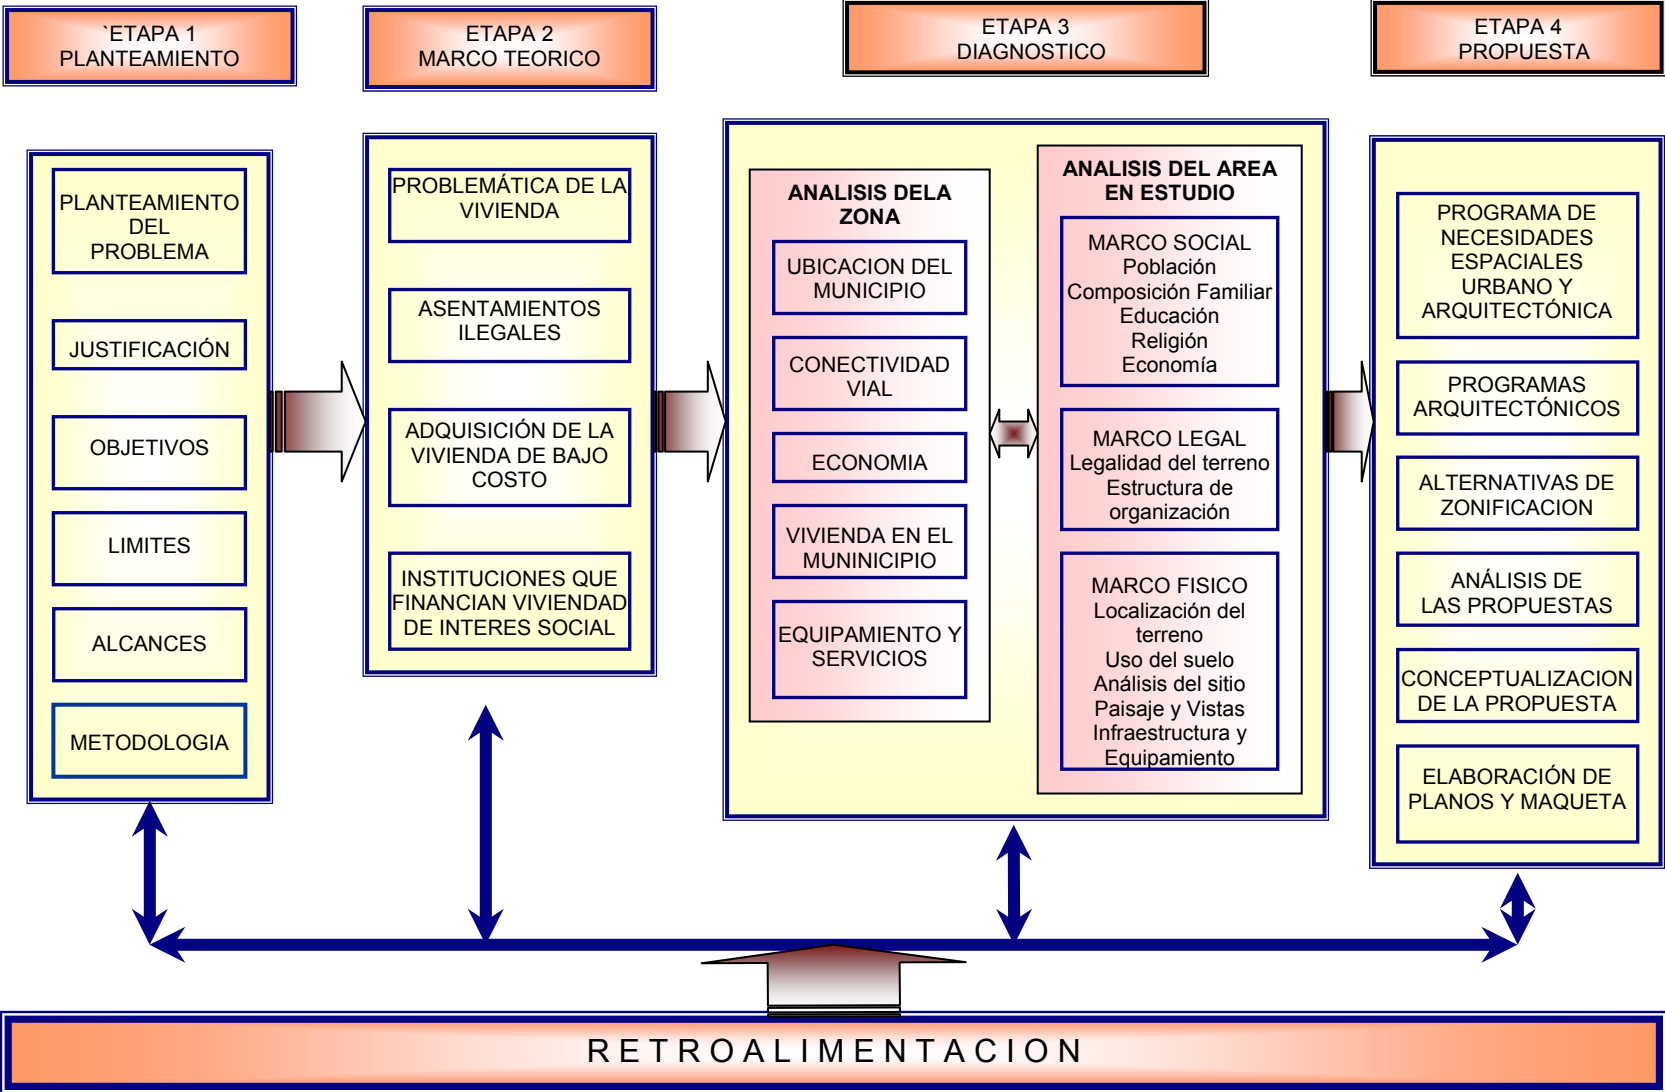 `ETAPA 1
PLANTEAMIENTO
ETAPA 2
MARCO TEORICO
ETAPA 3
DIAGNOSTICO
ETAPA 4
PROPUESTA
PLANTEAMIENTO
DEL
PROBLEMA
JUSTIFICACIÓN
OBJETIVOS
LIMITES
ALCANCES
METODOLOGIA
PROBLEMÁTICA DE LA
VIVIENDA
ASENTAMIENTOS
ILEGALES
ADQUISICIÓN DE LA
VIVIENDA DE BAJO
COSTO
INSTITUCIONES QUE
FINANCIAN VIVIENDAD
DE INTERES SOCIAL
ANALISIS DELA
ZONA
UBICACION DEL
MUNICIPIO
CONECTIVIDAD
VIAL
ECONOMIA
VIVIENDA EN EL
MUNINICIPIO
EQUIPAMIENTO Y
SERVICIOS
ANALISIS DEL AREA
EN ESTUDIO
MARCO SOCIAL
Población
Composición Familiar
Educación
Religión
Economía
MARCO LEGAL
Legalidad del terreno
Estructura de
organización
MARCO FISICO
Localización del
terreno
Uso del suelo
Análisis del sitio
Paisaje y Vistas
Infraestructura y
Equipamiento
PROGRAMA DE
NECESIDADES
ESPACIALES
URBANO Y
ARQUITECTÓNICA
PROGRAMAS
ARQUITECTÓNICOS
ALTERNATIVAS DE
ZONIFICACION
ANÁLISIS DE
LAS PROPUESTAS
CONCEPTUALIZACION
DE LA PROPUESTA
ELABORACIÓN DE
PLANOS Y MAQUETA
R E T R O A L I M E N T A C I O N